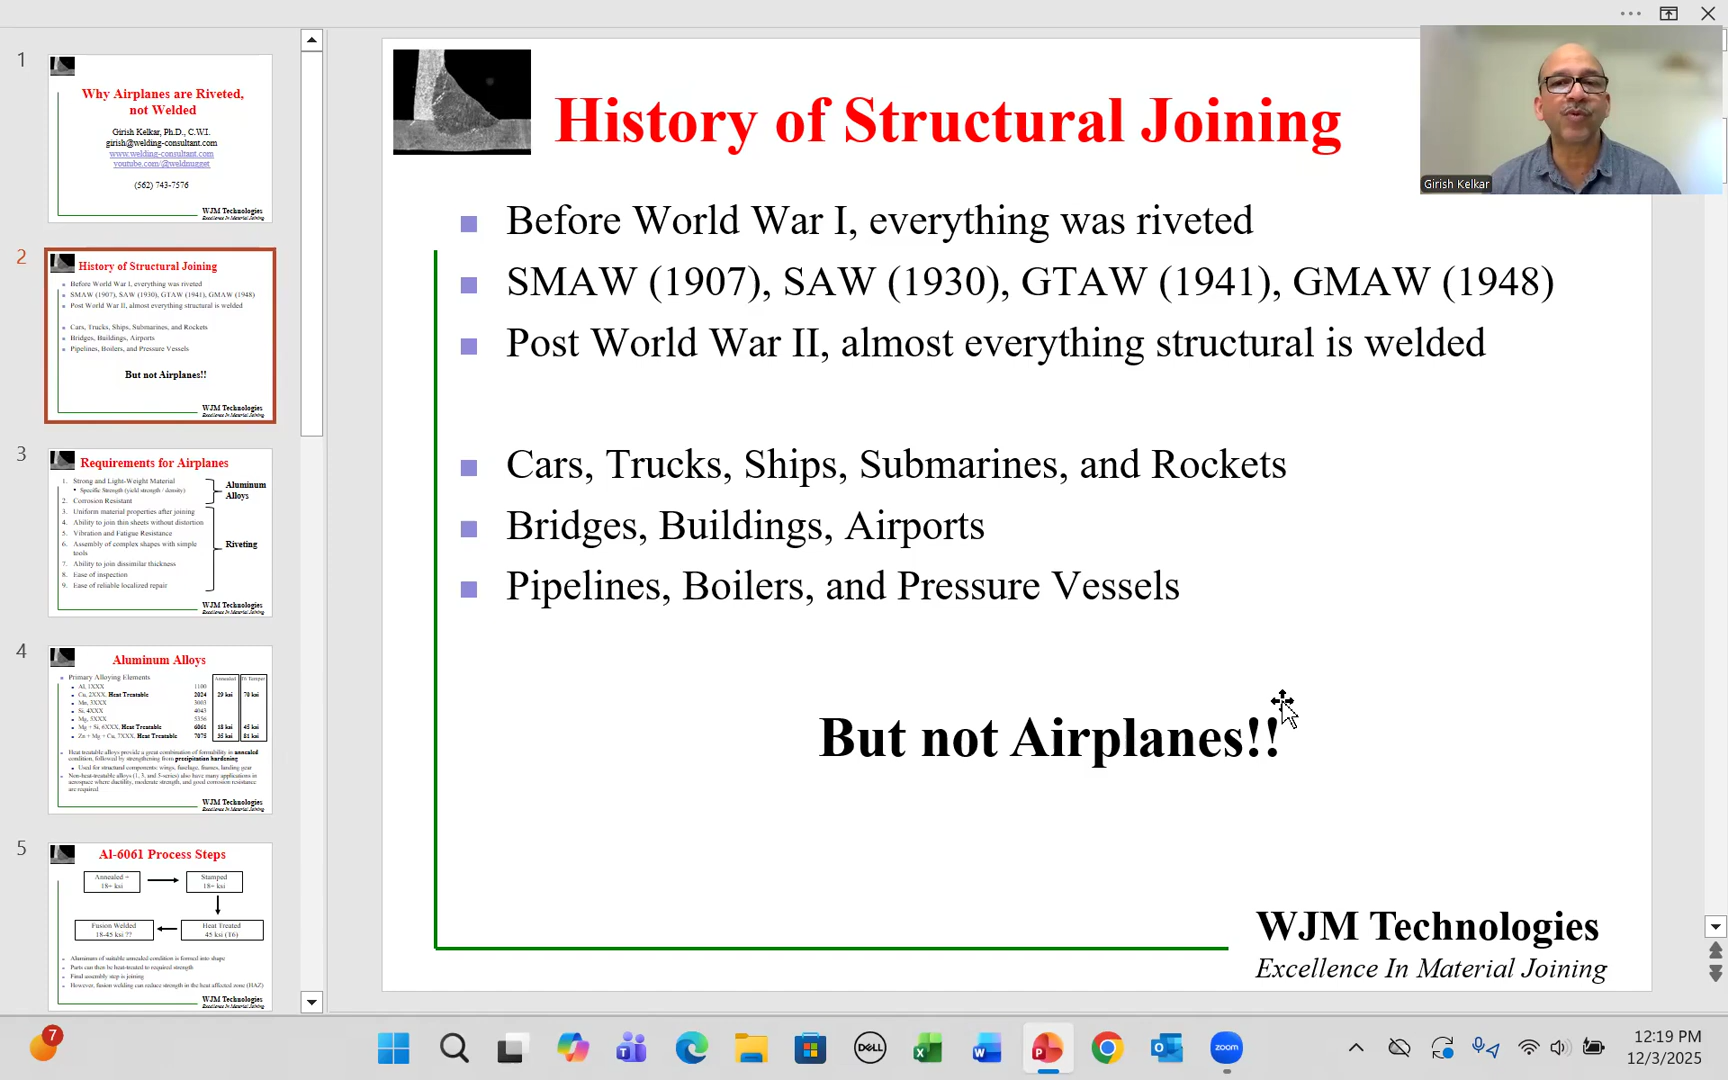 1
Why Airplanes are Riveted,
not Welded
Girish Kelkar, Ph.D., C.W.I.
girish@welding-consultant.com
www.welding-consultant.com
youtube.com/@weldnugget
(562) 743-7576
WJM Technologies
Excellence In Material Joining
2
History of Structural Joining
Before World War I, everything was riveted
SMAW (1907), SAW (1930), GTAW (1941), GMAW (1948)
Post World War II, almost everything structural is welded
Cars, Trucks, Ships, Submarines, and Rockets
Bridges, Buildings, Airports
Pipelines, Boilers, and Pressure Vessels
But not Airplanes!!
WJM Technologies
Excellence In Material Joining
3
Requirements for Airplanes
1. Strong and Light-Weight Material
Specific Strength (yield strength / density)
2. Corrosion Resistant
3. Uniform material properties after joining
4. Ability to join thin sheets without distortion
5. Vibration and Fatigue Resistance
6. Assembly of complex shapes with simple
tools
7. Ability to join dissimilar thickness
8. Ease of inspection
9. Ease of reliable localized repair
Aluminum
Alloys
Riveting
WJM Technologies
Excellence In Material Joining
4
Aluminum Alloys
Primary Alloying Elements
Annealed T6 Temper
Al, 1XXX 1100
Cu, 2XXX, Heat Treatable 2024 29 ksi 70 ksi
Mn, 3XXX 3003
Si, 4XXX 4043
Mg, 5XXX 5356
Mg + Si, 6XXX, Heat Treatable 6061 18 ksi 45 ksi
Zn + Mg + Cu, 7XXX, Heat Treatable 7075 35 ksi 81 ksi
Heat treatable alloys provide a great combination of formability in annealed
condition, followed by strengthening from precipitation hardening
Used for structural components: wings, fuselage, frames, landing gear
Non-heat-treatable alloys (1, 3, and 5-series) also have many applications in
aerospace where ductility, moderate strength, and good corrosion resistance
are required
WJM Technologies
Excellence In Material Joining
5
Al-6061 Process Steps
Annealed =
18+ ksi
Stamped
18+ ksi
Fusion Welded
18-45 ksi ??
Heat Treated
45 ksi (T6)
Aluminum of suitable annealed condition is formed into shape
Parts can then be heat-treated to required strength
Final assembly step is joining
However, fusion welding can reduce strength in the heat affected zone (HAZ)
WJM Technologies
Excellence In Material Joining
History of Structural Joining
Before World War I, everything was riveted
SMAW (1907), SAW (1930), GTAW (1941), GMAW (1948)
Post World War II, almost everything structural is welded
Cars, Trucks, Ships, Submarines, and Rockets
Bridges, Buildings, Airports
Pipelines, Boilers, and Pressure Vessels
But not Airplanes!!
WJM Technologies
Excellence In Material Joining
Girish Kelkar
7
DELL
zoom
12:19 PM
12/3/2025